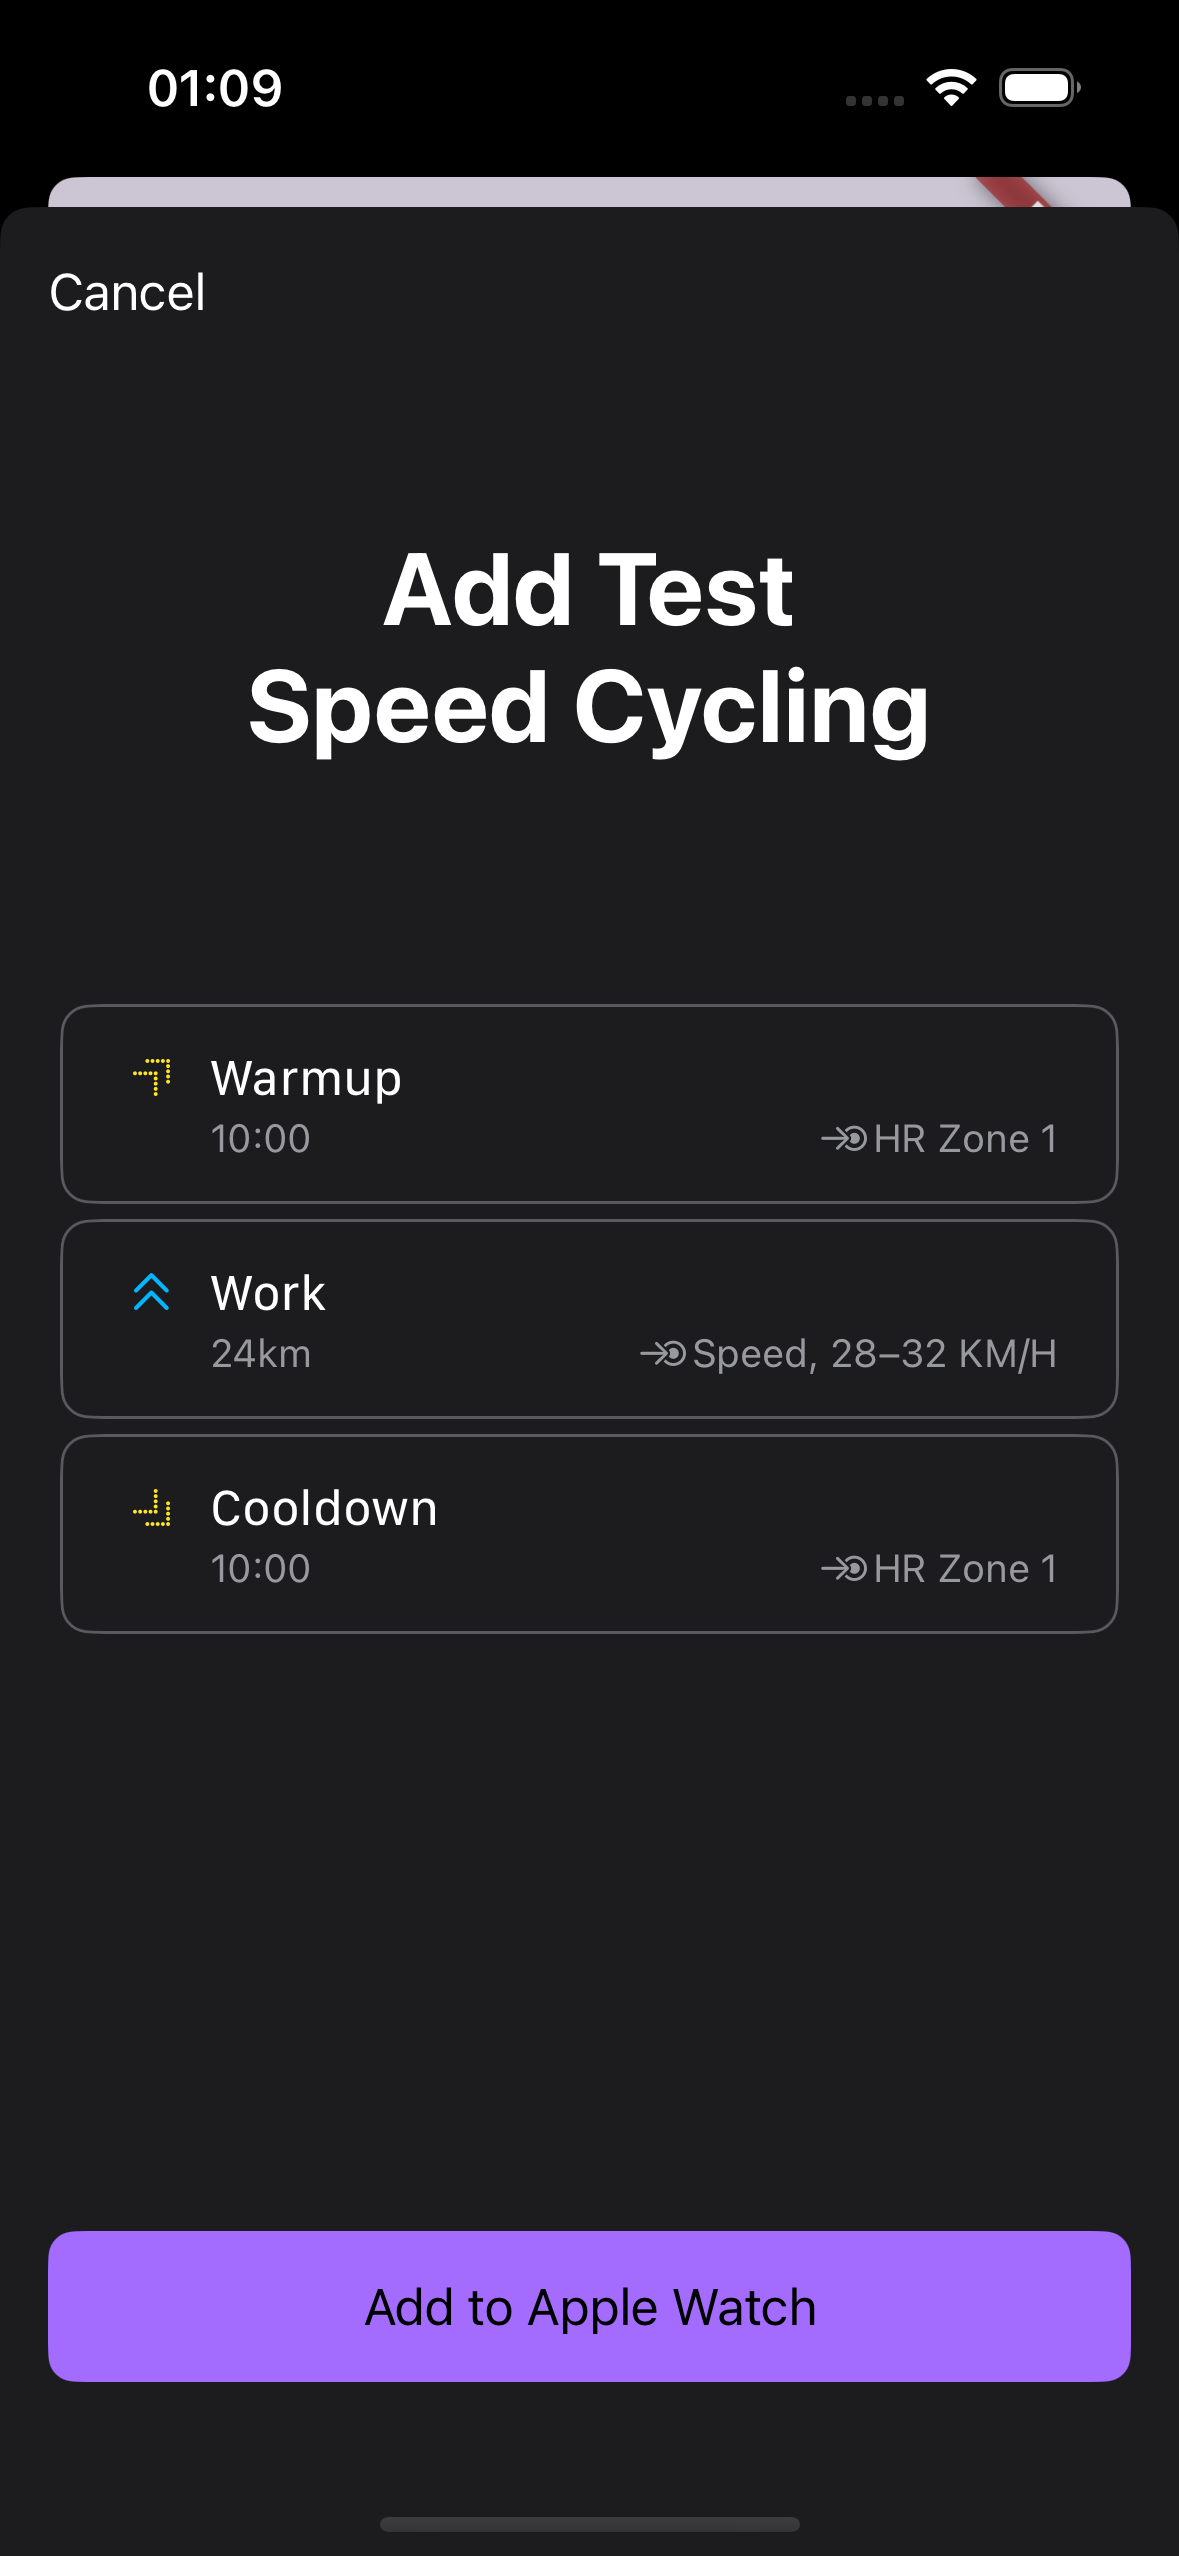 01:09
Cancel
Add Test
Speed Cycling
Warmup
10:00 HR Zone 1
Work
24km Speed, 28–32 KM/H
Cooldown
10:00 HR Zone 1
Add to Apple Watch